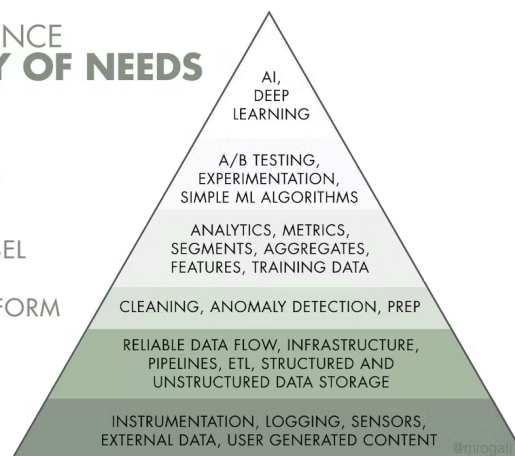 NCE
Y OF NEEDS
AI,
DEEP
LEARNING
A/B TESTING,
EXPERIMENTATION,
SIMPLE ML ALGORITHMS
ANALYTICS, METRICS,
SEGMENTS, AGGREGATES,
FEATURES, TRAINING DATA
EL
CLEANING, ANOMALY DETECTION, PREP
FORM
RELIABLE DATA FLOW, INFRASTRUCTURE,
PIPELINES, ETL, STRUCTURED AND
UNSTRUCTURED DATA STORAGE
INSTRUMENTATION, LOGGING, SENSORS,
EXTERNAL DATA, USER GENERATED CONTENT
@mrogati